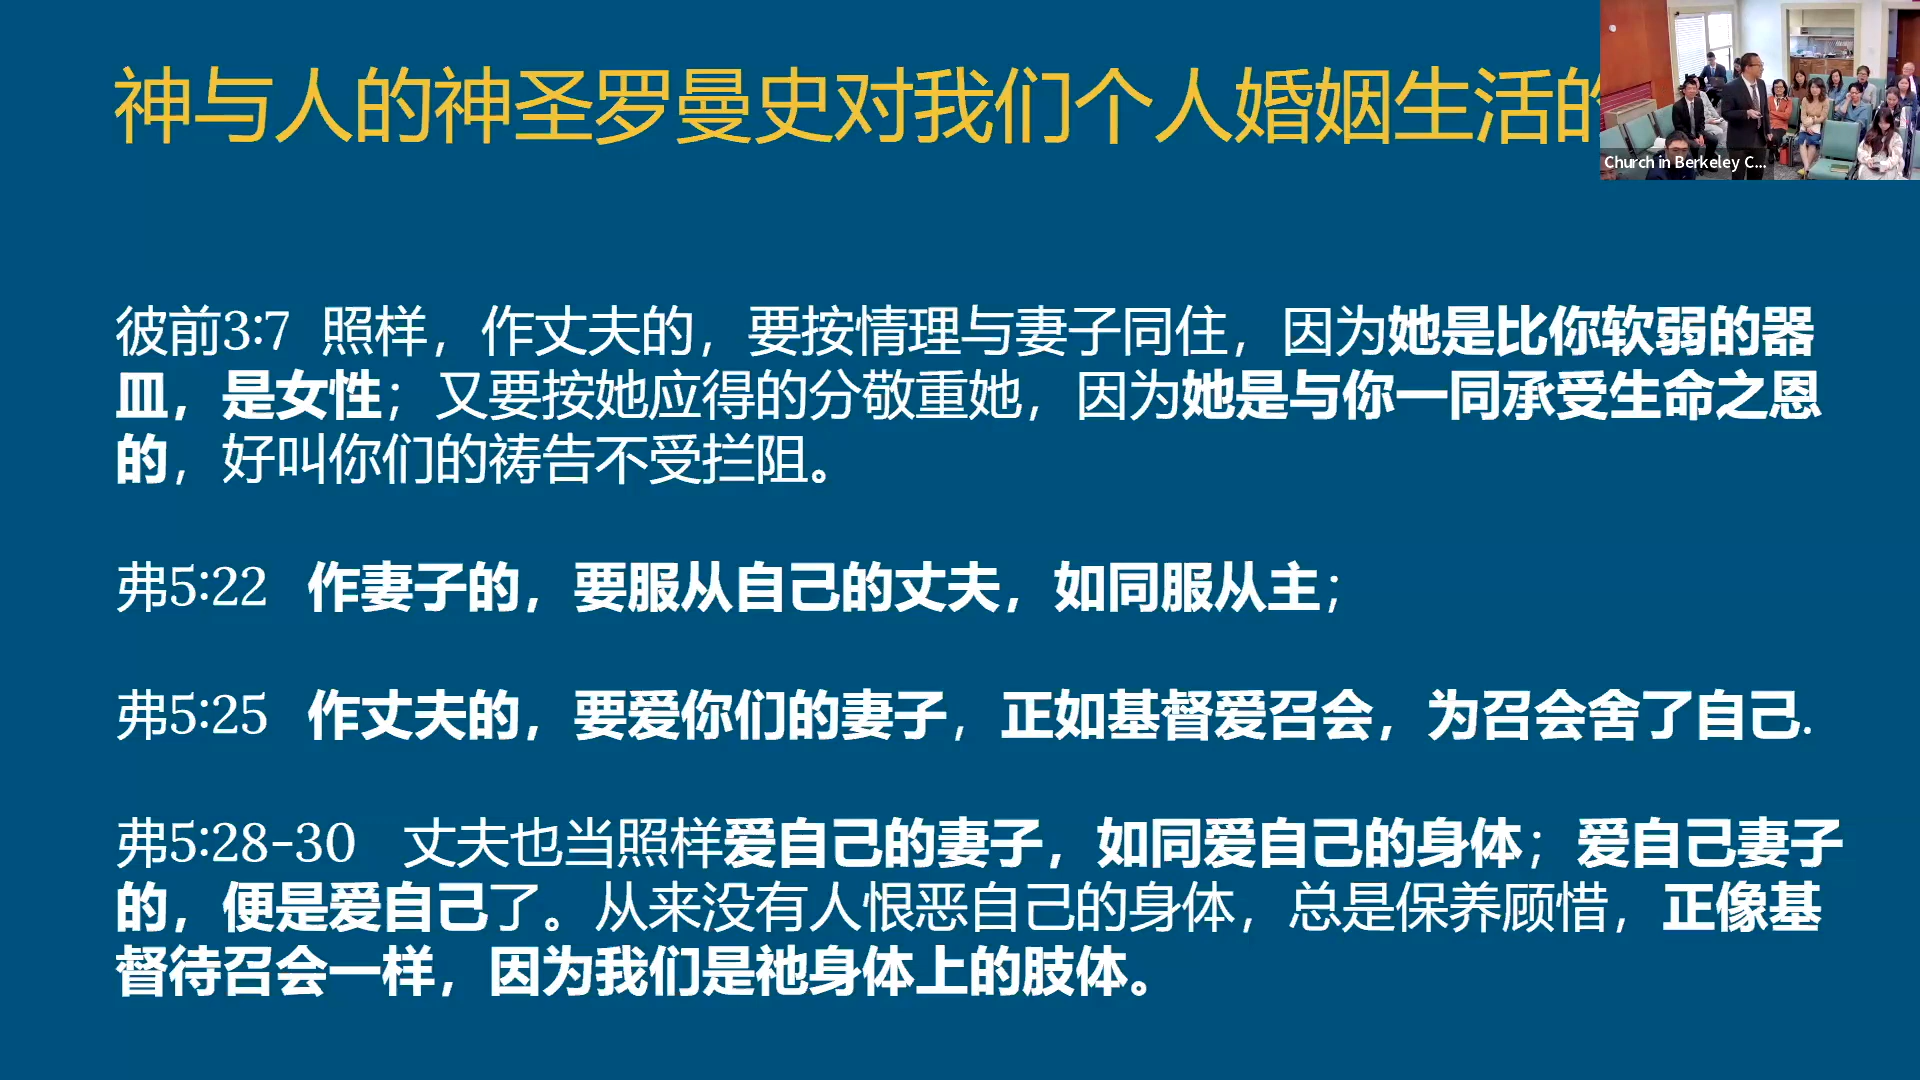 神与人的神圣罗曼史对我们个人婚姻生活的
Church in Berkeley C...
彼前3:7 照样，作丈夫的，要按情理与妻子同住，因为她是比你软弱的器
皿，是女性；又要按她应得的分敬重她，因为她是与你一同承受生命之恩
的，好叫你们的祷告不受拦阻。
弗5:22 作妻子的，要服从自己的丈夫，如同服从主；
弗5:25 作丈夫的，要爱你们的妻子，正如基督爱召会，为召会舍了自己.
弗5:28-30 丈夫也当照样爱自己的妻子，如同爱自己的身体；爱自己妻子
的，便是爱自己了。从来没有人恨恶自己的身体，总是保养顾惜，正像基
督待召会一样，因为我们是祂身体上的肢体。